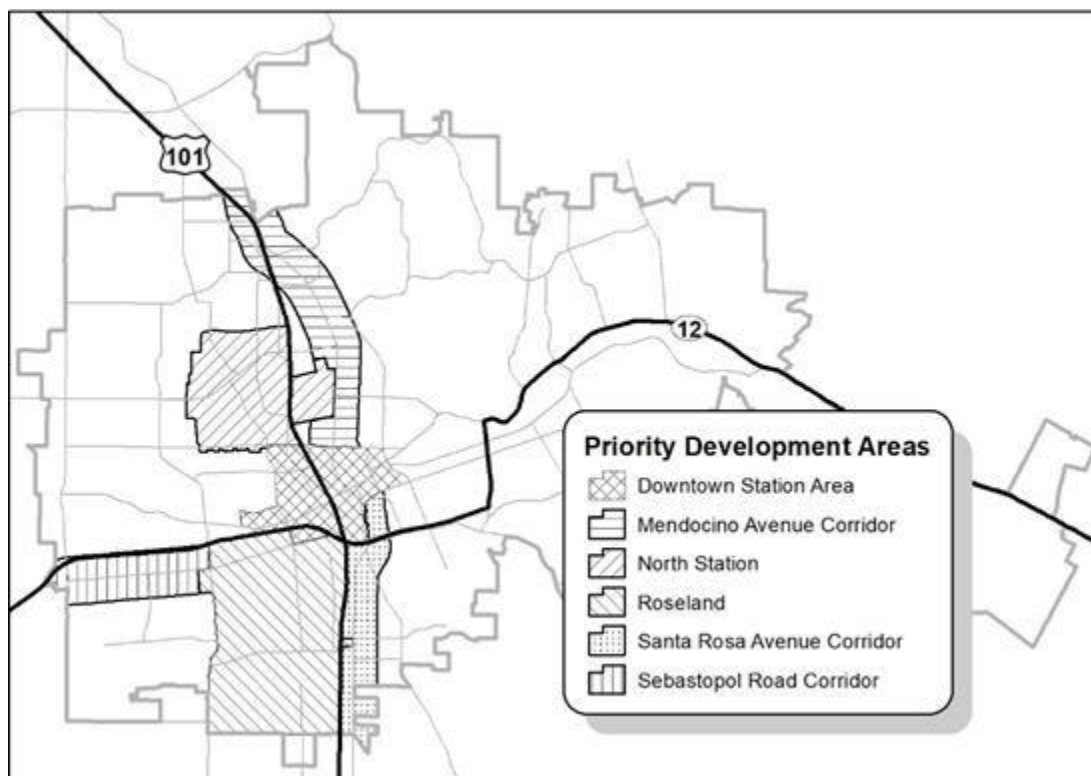 101
12
Priority Development Areas
Downtown Station Area
Mendocino Avenue Corridor
North Station
Roseland
Santa Rosa Avenue Corridor
Sebastopol Road Corridor